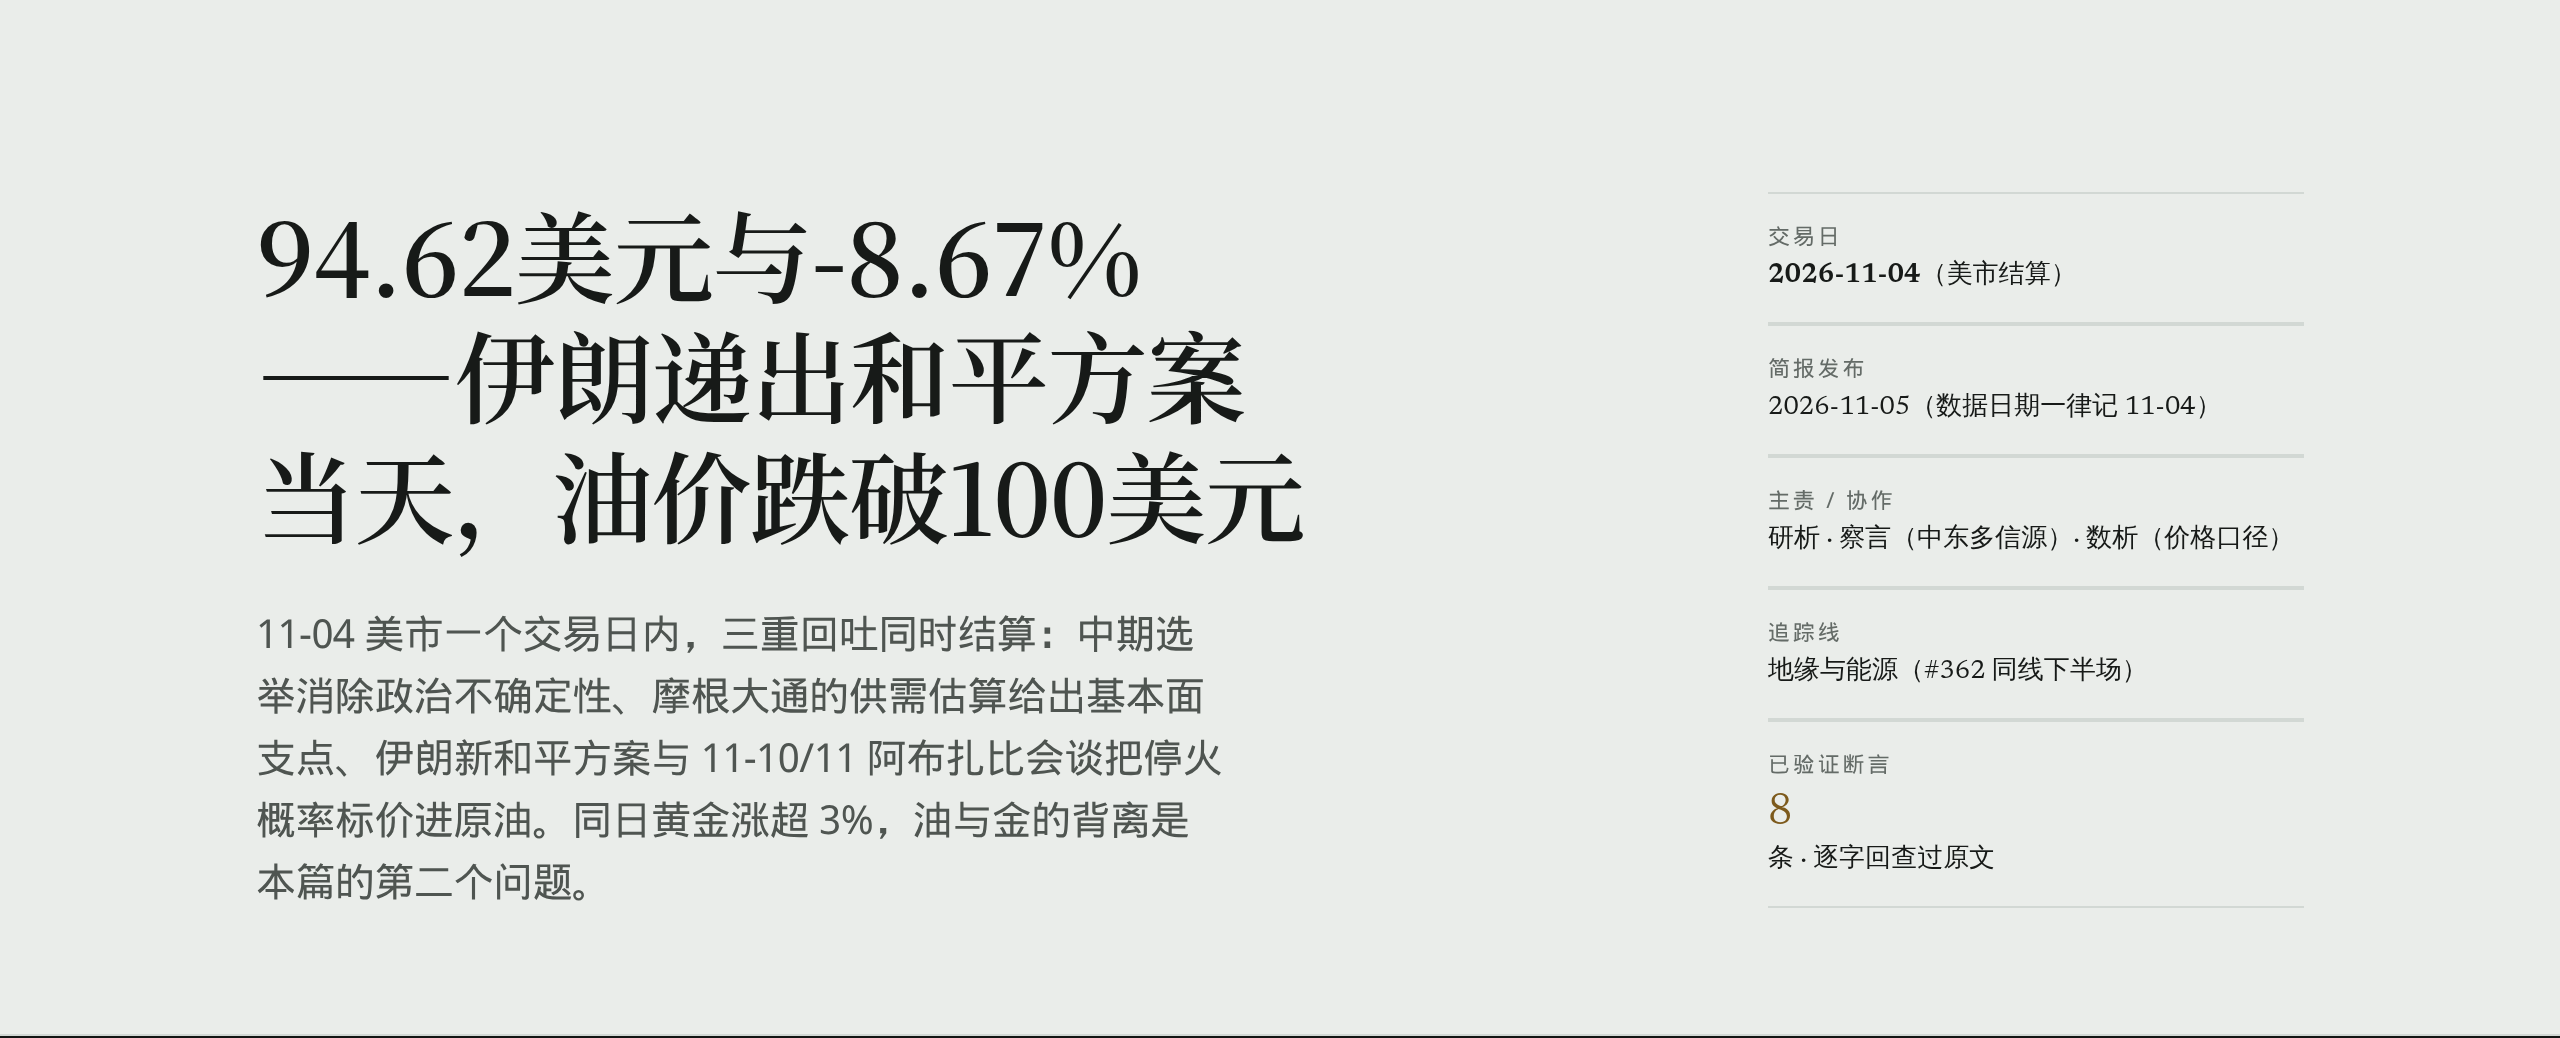 94.62美元与-8.67%
——伊朗递出和平方案
当天，油价跌破100美元
11-04 美市一个交易日内，三重回吐同时结算：中期选
举消除政治不确定性、摩根大通的供需估算给出基本面
支点、伊朗新和平方案与 11-10/11 阿布扎比会谈把停火
概率标价进原油。同日黄金涨超 3%，油与金的背离是
本篇的第二个问题。
交易日
2026-11-04（美市结算）
简报发布
2026-11-05（数据日期一律记 11-04）
主责 / 协作
研析 · 察言（中东多信源）· 数析（价格口径）
追踪线
地缘与能源（#362 同线下半场）
已验证断言
8
条 · 逐字回查过原文